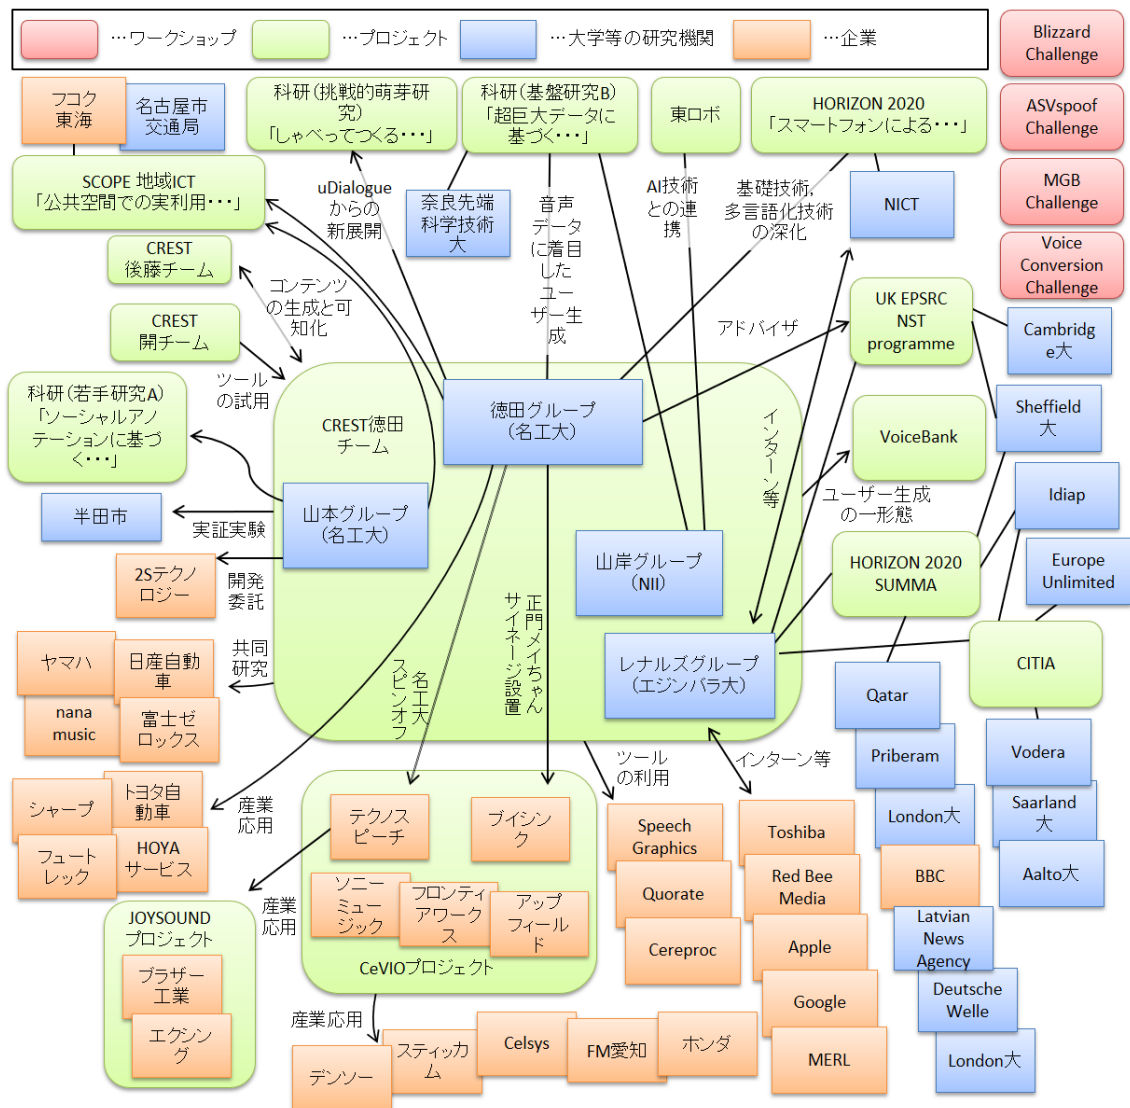 …ワークショップ
…プロジェクト
…大学等の研究機関
…企業
Blizzard
Challenge
ASVspoof
Challenge
MGB
Challenge
Voice
Conversion
Challenge
フコク
東海
名古屋市
交通局
科研(挑戦的萌芽研
究)
「しゃべってつくる・・・」
科研(基盤研究B)
「超巨大データに
基づく・・・」
東ロボ
HORIZON 2020
「スマートフォンによる・・・」
SCOPE 地域ICT
「公共空間での実利用・・・」
uDialogue
からの
新展開
奈良先端
科学技術
大
音声
データ
に着目
した
ユー
ザー生
成
AI技術
との連
携
基礎技術,
多言語化技術
の深化
NICT
CREST
後藤チーム
コンテンツ
の生成と可
知化
CREST
開チーム
ツール
の試用
アドバイザ
UK EPSRC
NST
programme
Cambridg
e大
科研(若手研究A)
「ソーシャルアノ
テーションに基づ
く・・・」
CREST徳田
チーム
徳田グループ
(名工大)
インターン等
VoiceBank
Sheffield
大
ユーザー生成
の一形態
Idiap
半田市
実証実験
山本グループ
(名工大)
2Sテクノ
ロジー
開発
委託
山岸グループ
(NII)
HORIZON 2020
SUMMA
Europe
Unlimited
正門メイちゃん
サイネージ設置
名工大
スピンオフ
レナルズグループ
(エジンバラ大)
CITIA
ヤマハ
日産自動
車
共同
研究
nana
music
富士ゼ
ロックス
Qatar
Priberam
London大
BBC
Latvian
News
Agency
Deutsche
Welle
London大
Vodera
Saarland
大
Aalto大
シャープ
トヨタ自
動車
産業
応用
フュート
レック
HOYA
サービス
テクノス
ピーチ
ブイシン
ク
ソニー
ミュー
ジック
フロンティ
アワーク
ス
アップ
フィール
ド
CeVIOプロジェクト
ツール
の利用
インターン等
Speech
Graphics
Quorate
Cereproc
Toshiba
Red Bee
Media
Apple
Google
MERL
産業
応用
JOYSOUND
プロジェクト
ブラザー
工業
エクシン
グ
産業応用
デンソー
スティッカ
ム
Celsys
FM愛知
ホンダ